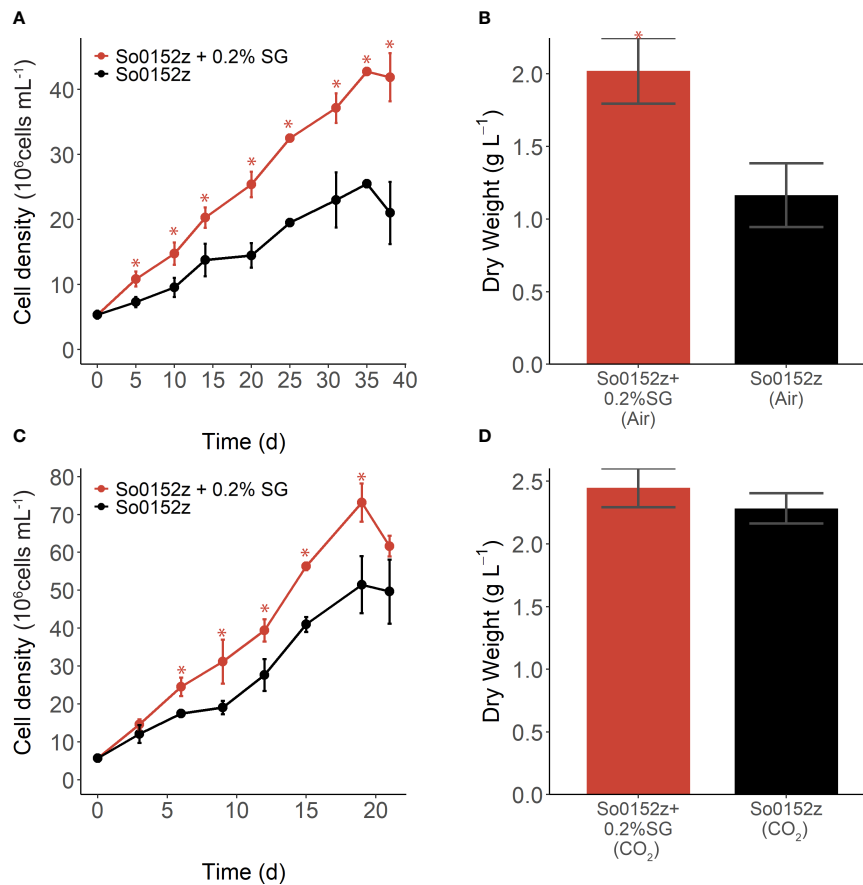 A
So0152z + 0.2% SG
So0152z
Cell density (10⁶cells mL⁻¹)
40
30
20
10
0
* * * * * * * *
0 5 10 15 20 25 30 35 40
Time (d)
B
*
Dry Weight (g L⁻¹)
2.0
1.5
1.0
0.5
0.0
So0152z+
0.2%SG
(Air)
So0152z
(Air)
C
So0152z + 0.2% SG
So0152z
Cell density (10⁶cells mL⁻¹)
80
70
60
50
40
30
20
10
0
* * * * *
0 5 10 15 20
Time (d)
D
Dry Weight (g L⁻¹)
2.5
2.0
1.5
1.0
0.5
0.0
So0152z+
0.2%SG
(CO₂)
So0152z
(CO₂)